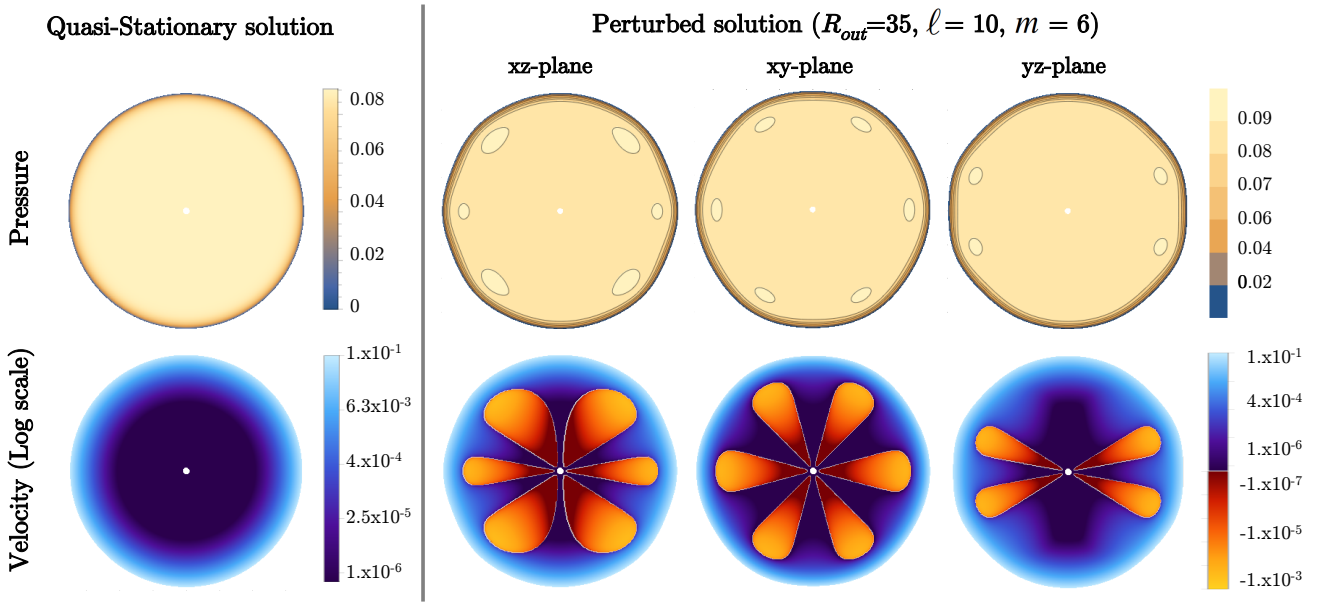 Quasi-Stationary solution
Perturbed solution (R_out=35, ℓ = 10, m = 6)
xz-plane
xy-plane
yz-plane
Pressure
0.08
0.06
0.04
0.02
0
0.09
0.08
0.07
0.06
0.04
0.02
Velocity (Log scale)
1.x10⁻¹
6.3x10⁻³
4.x10⁻⁴
2.5x10⁻⁵
1.x10⁻⁶
1.x10⁻¹
4.x10⁻⁴
1.x10⁻⁶
-1.x10⁻⁷
-1.x10⁻⁵
-1.x10⁻³